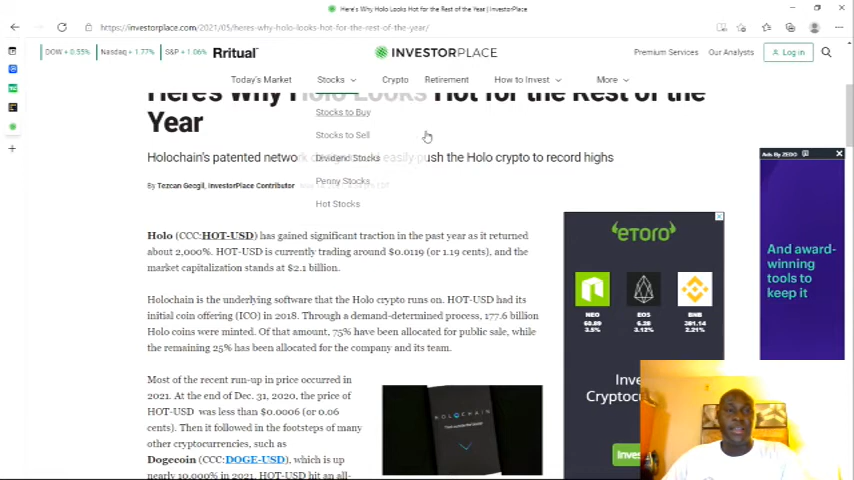 Here's Why Holo Looks Hot for the Rest of the Year | InvestorPlace
https://investorplace.com/2021/05/heres-why-holo-looks-hot-for-the-rest-of-the-year/
DOW + 0.55% Nasdaq + 1.77% S&P + 1.06% Rritual INVESTORPLACE Premium Services Our Analysts Log in
Today's Market Stocks Crypto Retirement How to Invest More
Here's Why Holo Looks Hot for the Rest of the
Year
Stocks to Buy
Stocks to Sell
Dividend Stocks
Penny Stocks
Hot Stocks
Holochain's patented network easily push the Holo crypto to record highs
By Tezcan Gecgil, InvestorPlace Contributor
Holo (CCC:HOT-USD) has gained significant traction in the past year as it returned
about 2,000%. HOT-USD is currently trading around $0.0119 (or 1.19 cents), and the
market capitalization stands at $2.1 billion.
Holochain is the underlying software that the Holo crypto runs on. HOT-USD had its
initial coin offering (ICO) in 2018. Through a demand-determined process, 177.6 billion
Holo coins were minted. Of that amount, 75% have been allocated for public sale, while
the remaining 25% has been allocated for the company and its team.
Most of the recent run-up in price occurred in
2021. At the end of Dec. 31, 2020, the price of
HOT-USD was less than $0.0006 (or 0.06
cents). Then it followed in the footsteps of many
other cryptocurrencies, such as
Dogecoin (CCC:DOGE-USD), which is up
nearly 10,000% in 2021. HOT-USD hit an all-
HOLOCHAIN
etoro
NEO EOS BNB
60.89 6.28 381.14
3.5% 3.12% 2.21%
Inve
Cryptoc
Inves
Ads By ZEDO
And award-
winning
tools to
keep it